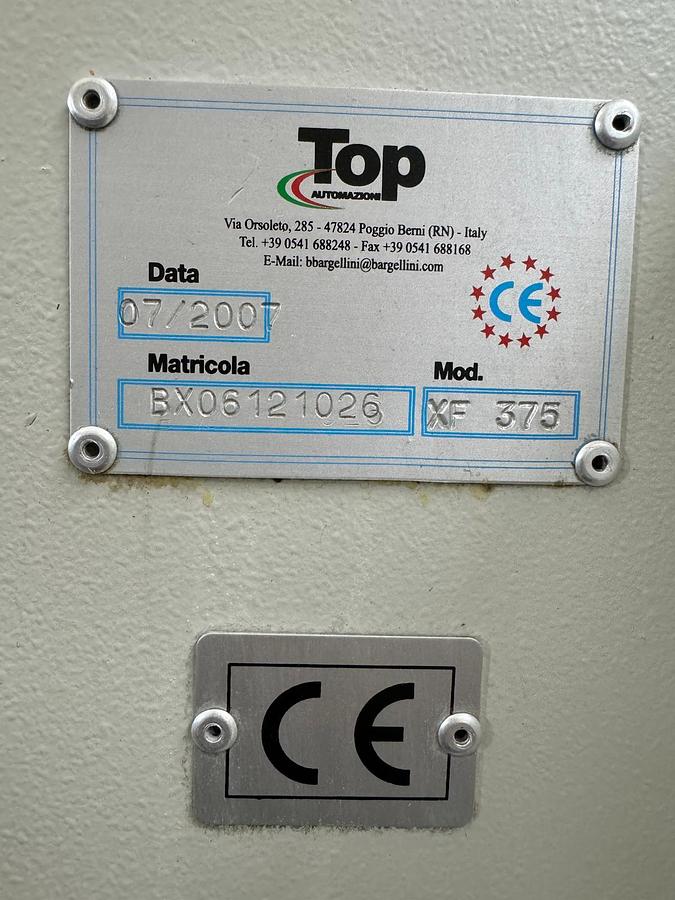 Top
AUTOMAZIONI
Via Orsoleto, 285 - 47824 Poggio Berni (RN) - Italy
Tel. +39 0541 688248 - Fax +39 0541 688168
E-Mail: bbargellini@bargellini.com
Data
07/2007
CE
Matricola
Mod.
XF 375
CE